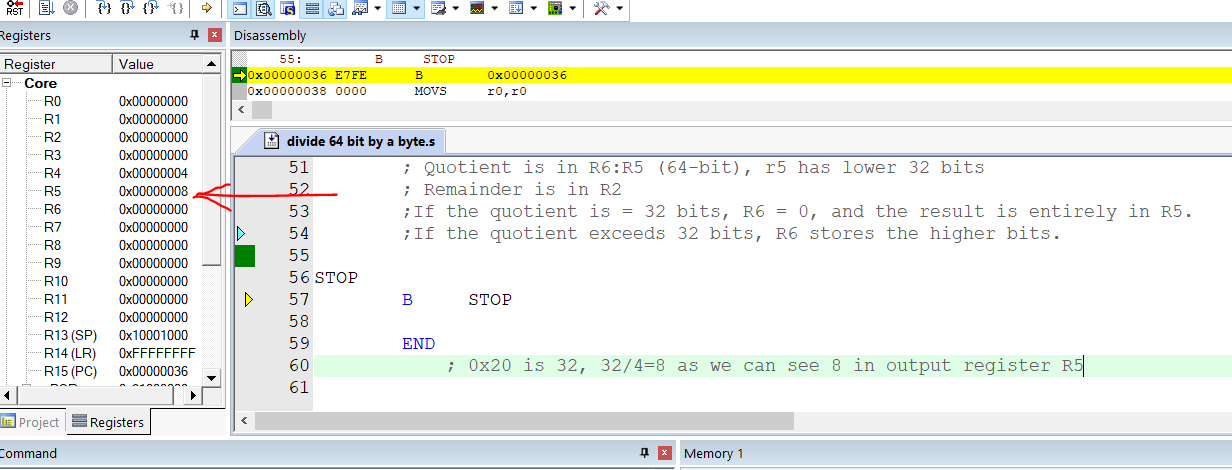 RST
Registers
Disassembly
Register Value
Core
R0 0x00000000
R1 0x00000000
R2 0x00000000
R3 0x00000000
R4 0x00000004
R5 0x00000008
R6 0x00000000
R7 0x00000000
R8 0x00000000
R9 0x00000000
R10 0x00000000
R11 0x00000000
R12 0x00000000
R13 (SP) 0x10001000
R14 (LR) 0xFFFFFFFF
R15 (PC) 0x00000036
Project Registers
55: B STOP
0x00000036 E7FE B 0x00000036
0x00000038 0000 MOVS r0,r0
divide 64 bit by a byte.s
51 ; Quotient is in R6:R5 (64-bit), r5 has lower 32 bits
52 ; Remainder is in R2
53 ;If the quotient is = 32 bits, R6 = 0, and the result is entirely in R5.
54 ;If the quotient exceeds 32 bits, R6 stores the higher bits.
55
56 STOP
57 B STOP
58
59 END
60 ; 0x20 is 32, 32/4=8 as we can see 8 in output register R5
61
Command
Memory 1